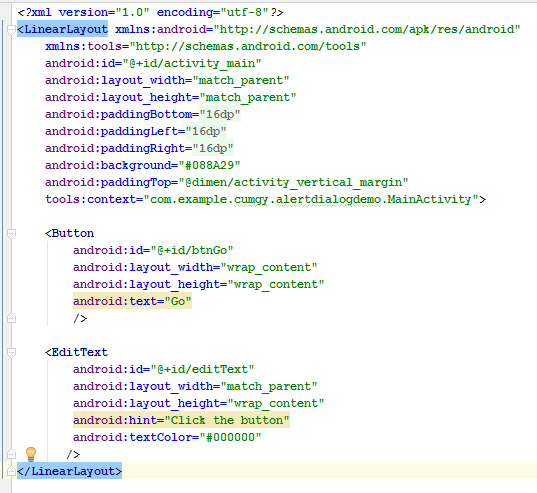 <?xml version="1.0" encoding="utf-8"?>
<LinearLayout xmlns:android="http://schemas.android.com/apk/res/android"
    xmlns:tools="http://schemas.android.com/tools"
    android:id="@+id/activity_main"
    android:layout_width="match_parent"
    android:layout_height="match_parent"
    android:paddingBottom="16dp"
    android:paddingLeft="16dp"
    android:paddingRight="16dp"
    android:background="#088A29"
    android:paddingTop="@dimen/activity_vertical_margin"
    tools:context="com.example.cumqy.alertdialogdemo.MainActivity">
    <Button
        android:id="@+id/btnGo"
        android:layout_width="wrap_content"
        android:layout_height="wrap_content"
        android:text="Go"
        />
    <EditText
        android:id="@+id/editText"
        android:layout_width="match_parent"
        android:layout_height="wrap_content"
        android:hint="Click the button"
        android:textColor="#000000"
       />
</LinearLayout>